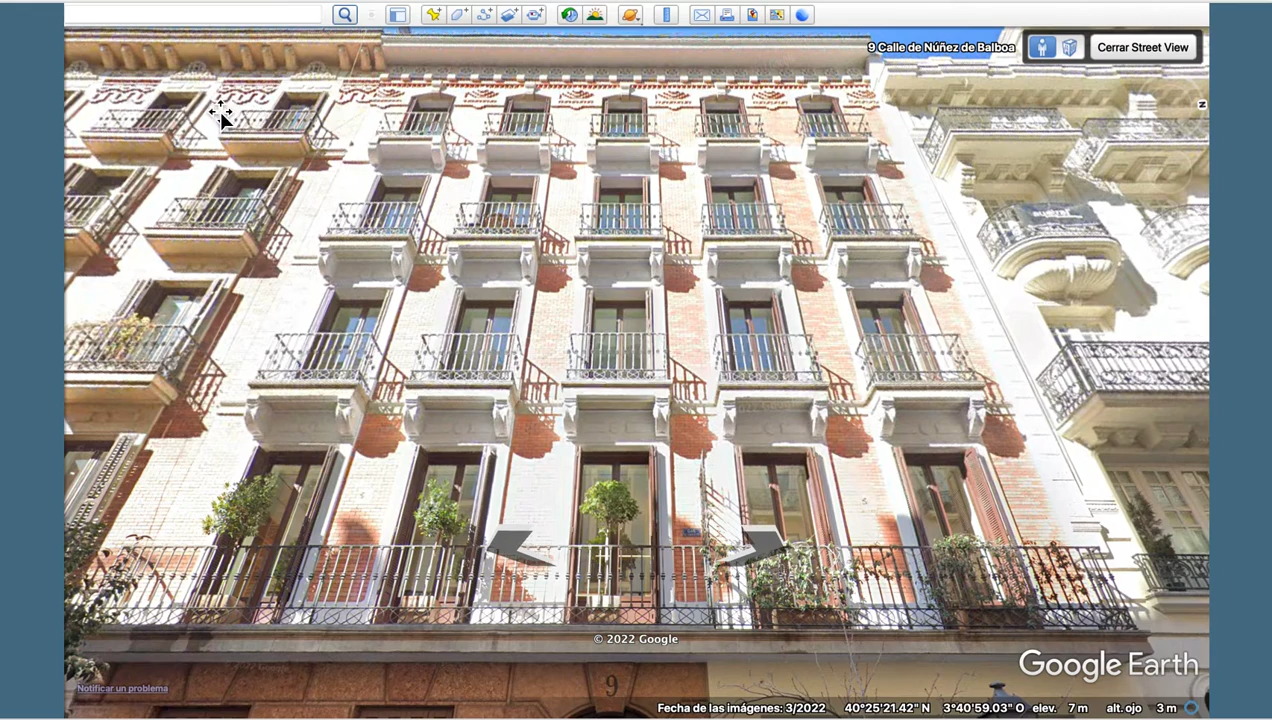 9 Calle de Núñez de Balboa
Cerrar Street View
N
9
© 2022 Google
Google Earth
Notificar un problema
Fecha de las imágenes: 3/2022 40°25'21.42" N 3°40'59.03" O elev. 7 m alt. ojo 3 m